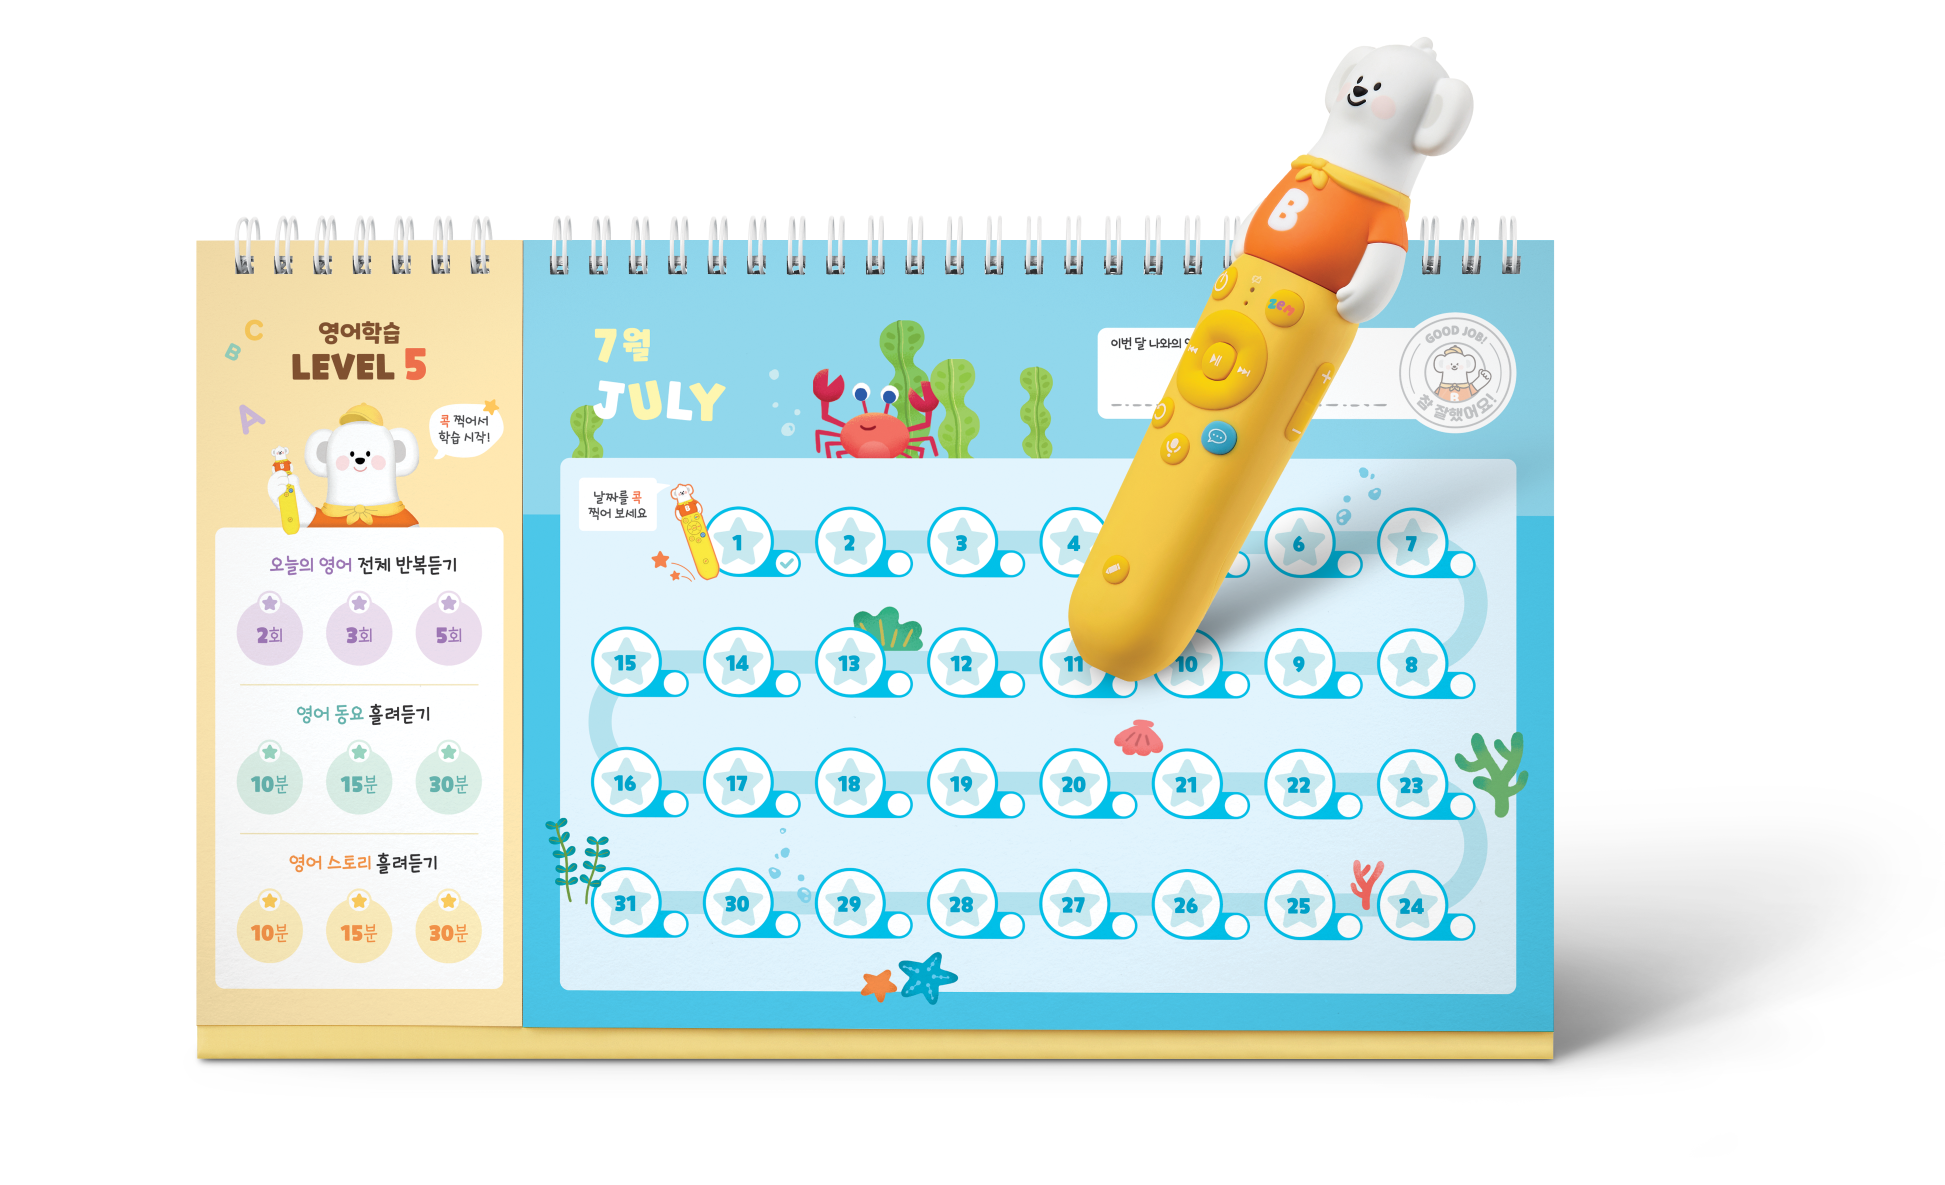 C
B
A
영어학습
LEVEL 5
콕 찍어서
학습 시작!
오늘의 영어 전체 반복듣기
2회 3회 5회
영어 동요 흘려듣기
10분 15분 30분
영어 스토리 흘려듣기
10분 15분 30분
7월
JULY
이번 달 나와의
GOOD JOB!
B
참 잘했어요!
날짜를 콕
찍어 보세요
1 2 3 4 6 7
15 14 13 12 11 10 9 8
16 17 18 19 20 21 22 23
31 30 29 28 27 26 25 24
B
zem